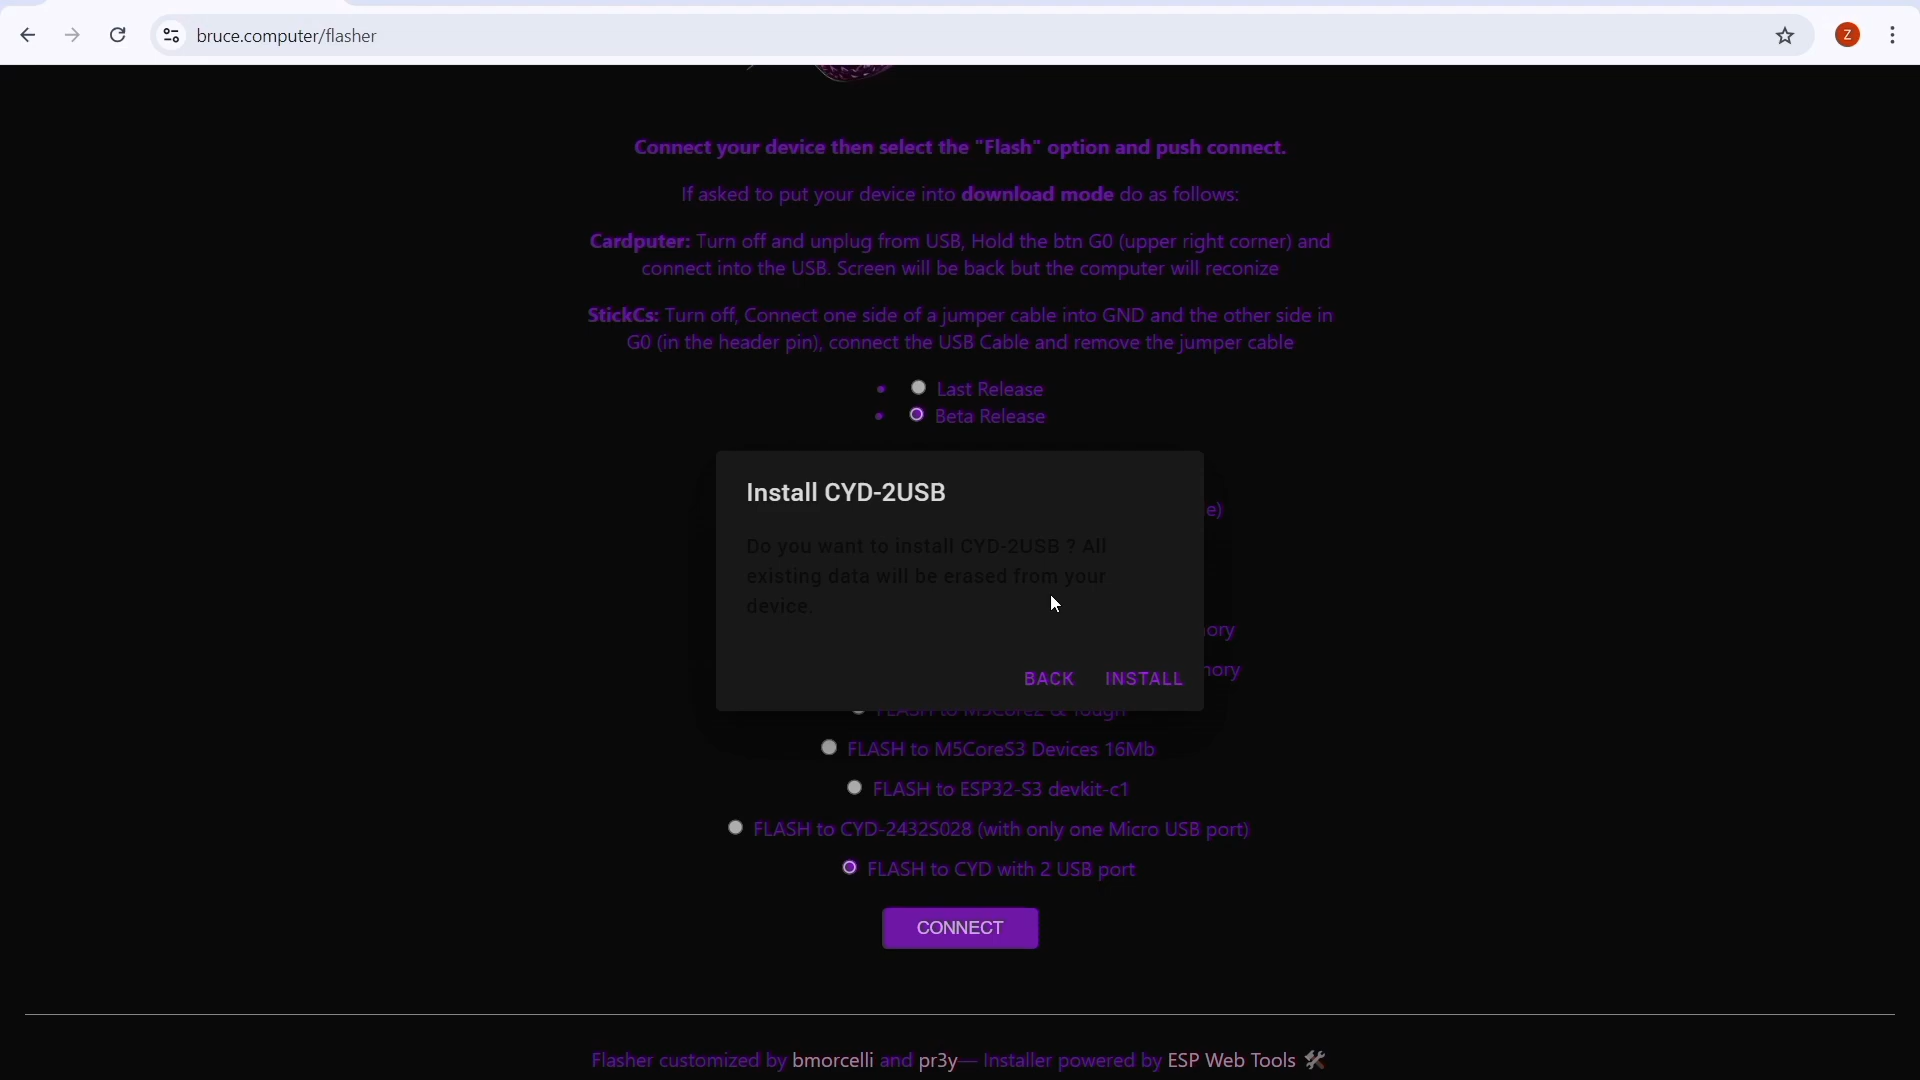 bruce.computer/flasher
Z
Connect your device then select the "Flash" option and push connect.
If asked to put your device into download mode do as follows:
Cardputer: Turn off and unplug from USB, Hold the btn G0 (upper right corner) and
connect into the USB. Screen will be back but the computer will reconize
StickCs: Turn off, Connect one side of a jumper cable into GND and the other side in
G0 (in the header pin), connect the USB Cable and remove the jumper cable
Last Release
Beta Release
Install CYD-2USB
e)
Do you want to install CYD-2USB ? All
existing data will be erased from your
device.
ory
nory
BACK INSTALL
FLASH to M5Core2 & Tough
FLASH to M5CoreS3 Devices 16Mb
FLASH to ESP32-S3 devkit-c1
FLASH to CYD-2432S028 (with only one Micro USB port)
FLASH to CYD with 2 USB port
CONNECT
Flasher customized by bmorcelli and pr3y— Installer powered by ESP Web Tools 🛠